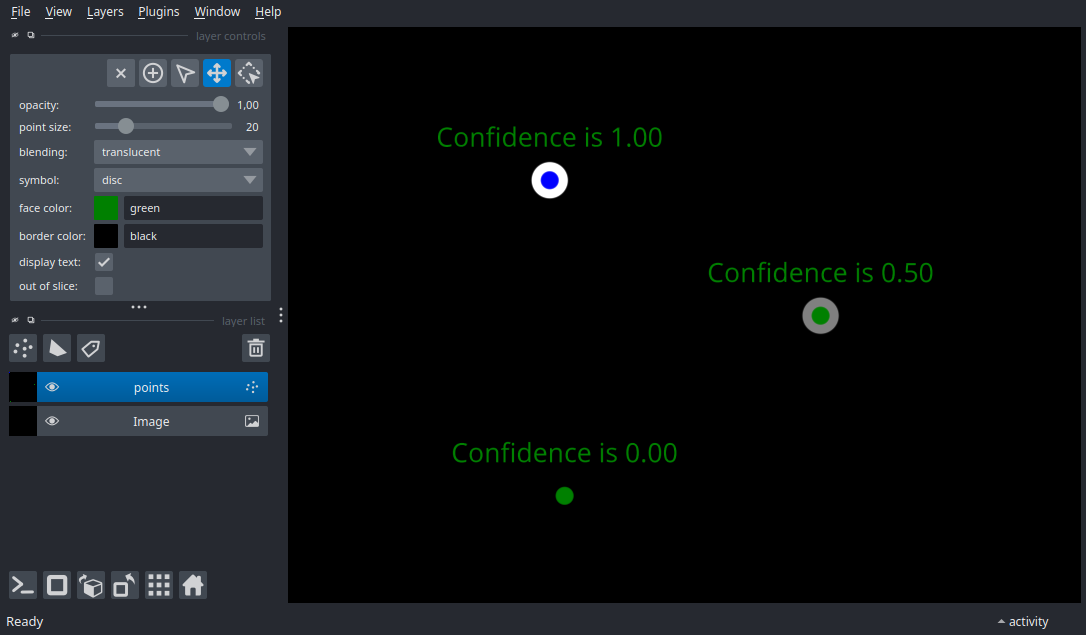 File View Layers Plugins Window Help
layer controls
opacity: 1,00
point size: 20
blending: translucent
symbol: disc
face color: green
border color: black
display text:
out of slice:
layer list
points
Image
Confidence is 1.00
Confidence is 0.50
Confidence is 0.00
Ready
activity